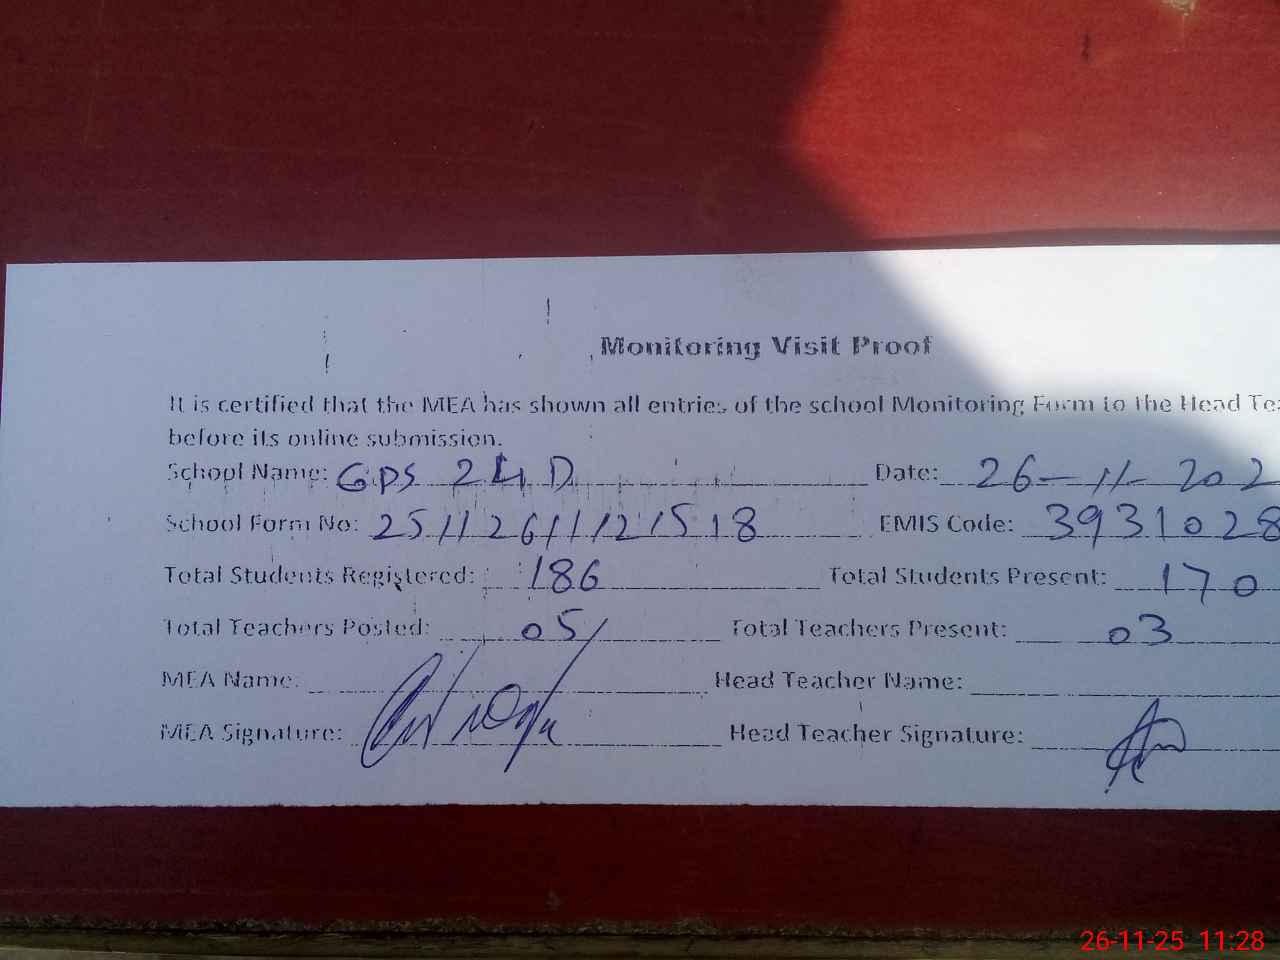 Monitoring Visit Proof
It is certified that the MEA has shown all entries of the school Monitoring Form to the Head Tea
before its online submission.
School Name: GPS 24 D Date: 26-11-202
School Form No: 25112611121518 EMIS Code: 3931028
Total Students Registered: 186 Total Students Present: 170
Total Teachers Posted: 05 Total Teachers Present: 03
MEA Name: Head Teacher Name:
MEA Signature: Head Teacher Signature:
26-11-25 11:28